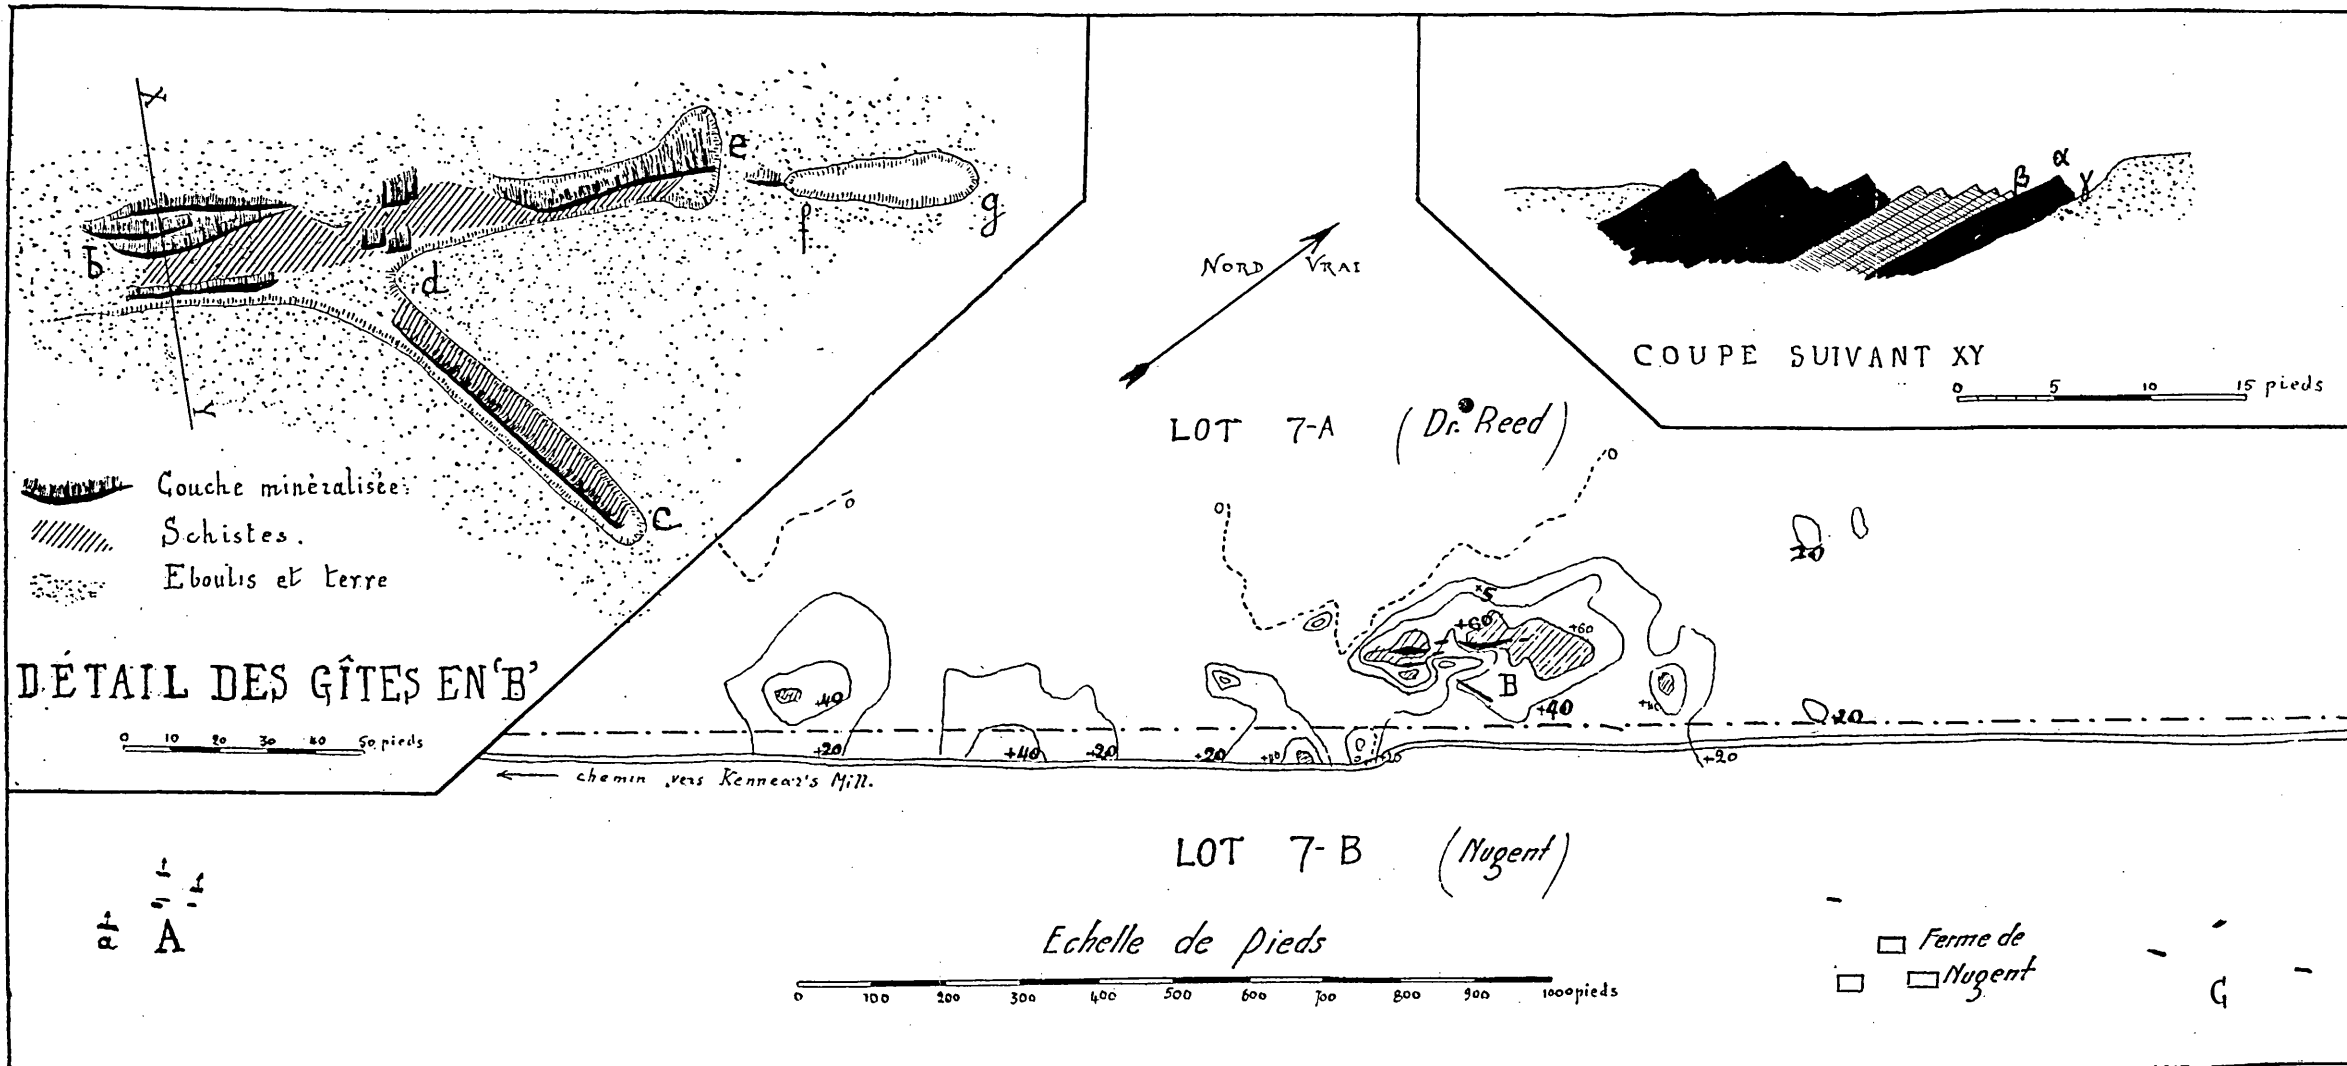 X
b
Y
d
c
e
f
g
Couche minéralisée.
Schistes.
Eboulis et terre
DÉTAIL DES GÎTES EN 'B'
0 10 20 30 40 50 pieds
NORD VRAI
β α γ
COUPE SUIVANT XY
0 5 10 15 pieds
LOT 7-A (Dr. Reed)
0
0
0
20
5
+60
+60
B
+40
+40
+20
+20
+40
-20
+20
+20
+20
chemin vers Kennear's Mill.
LOT 7-B (Nugent)
a A
Echelle de pieds
0 100 200 300 400 500 600 700 800 900 1000 pieds
Ferme de
Nugent
G